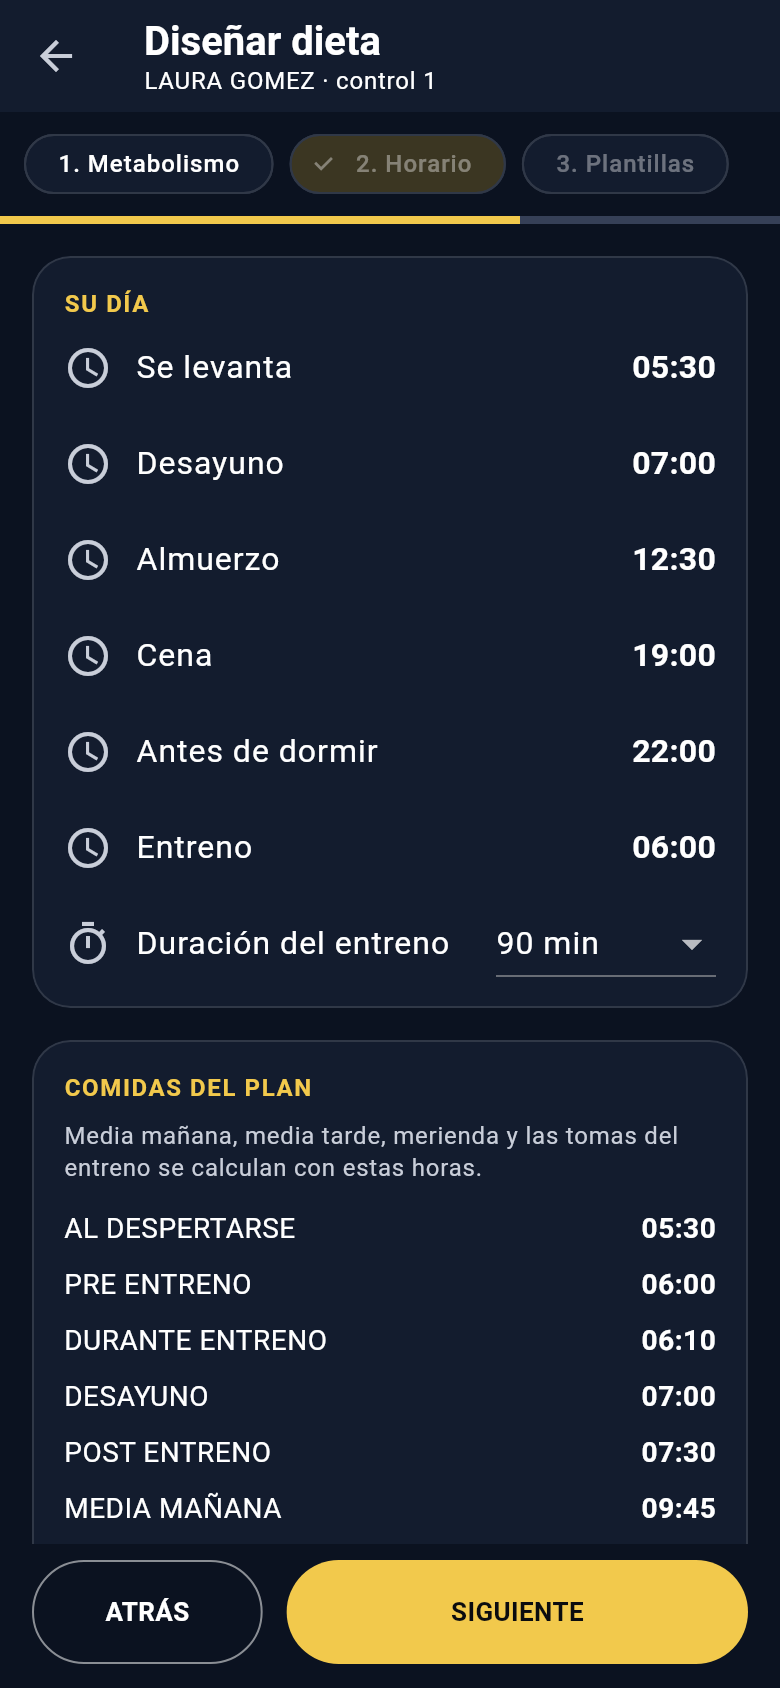 Diseñar dieta
LAURA GOMEZ · control 1
1. Metabolismo
2. Horario
3. Plantillas
SU DÍA
Se levanta 05:30
Desayuno 07:00
Almuerzo 12:30
Cena 19:00
Antes de dormir 22:00
Entreno 06:00
Duración del entreno 90 min
COMIDAS DEL PLAN
Media mañana, media tarde, merienda y las tomas del
entreno se calculan con estas horas.
AL DESPERTARSE 05:30
PRE ENTRENO 06:00
DURANTE ENTRENO 06:10
DESAYUNO 07:00
POST ENTRENO 07:30
MEDIA MAÑANA 09:45
ATRÁS
SIGUIENTE